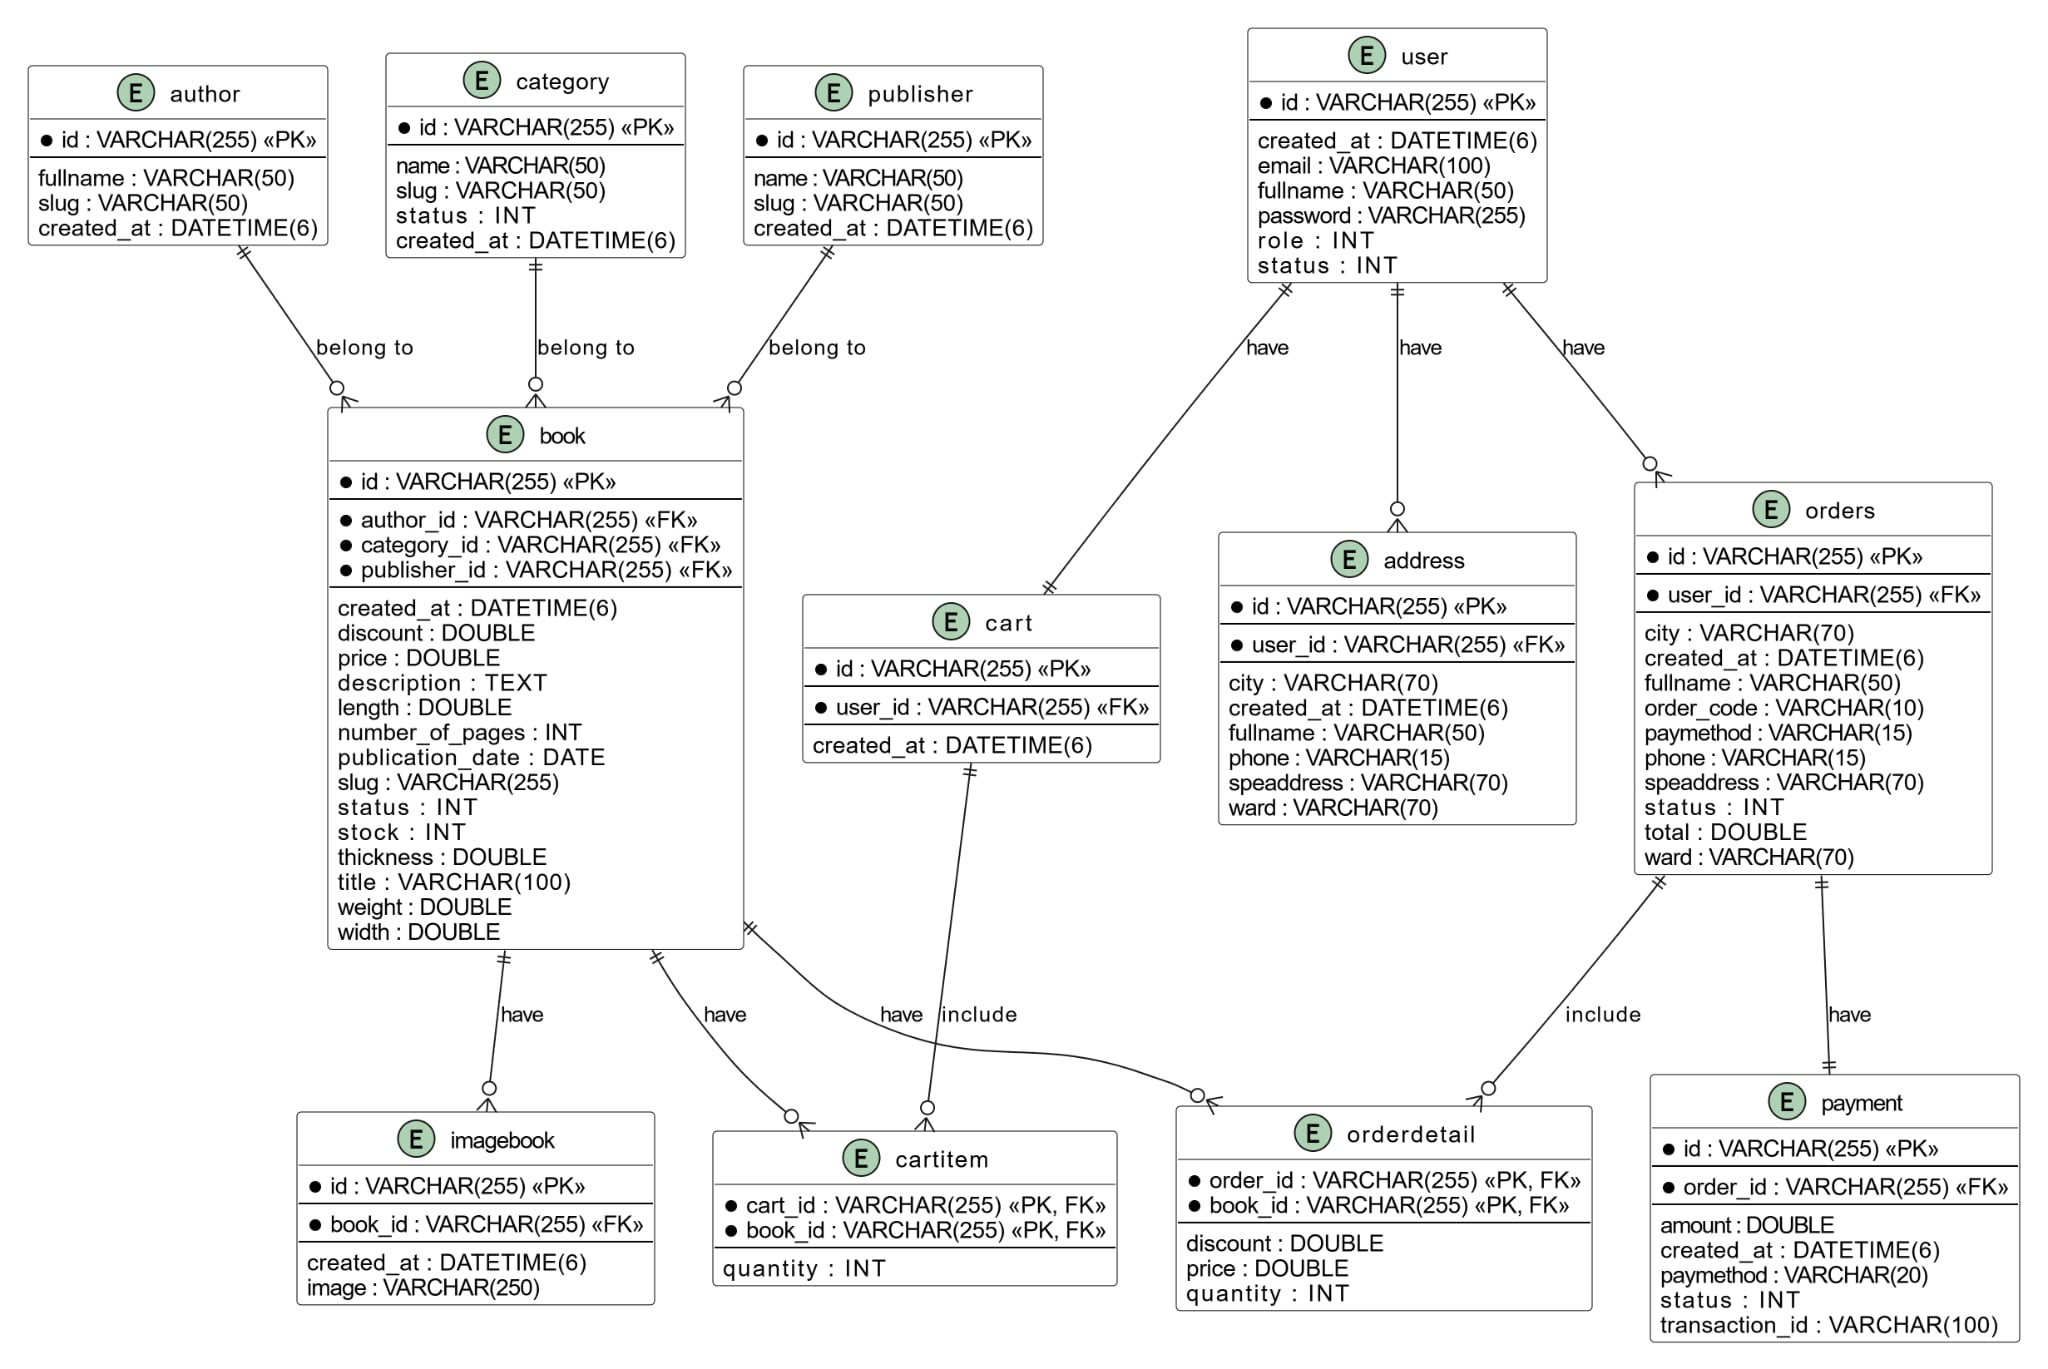 E author
id : VARCHAR(255) «PK»
fullname : VARCHAR(50)
slug : VARCHAR(50)
created_at : DATETIME(6)
E category
id : VARCHAR(255) «PK»
name : VARCHAR(50)
slug : VARCHAR(50)
status : INT
created_at : DATETIME(6)
E publisher
id : VARCHAR(255) «PK»
name : VARCHAR(50)
slug : VARCHAR(50)
created_at : DATETIME(6)
E user
id : VARCHAR(255) «PK»
created_at : DATETIME(6)
email : VARCHAR(100)
fullname : VARCHAR(50)
password : VARCHAR(255)
role : INT
status : INT
belong to
belong to
belong to
have
have
have
E book
id : VARCHAR(255) «PK»
author_id : VARCHAR(255) «FK»
category_id : VARCHAR(255) «FK»
publisher_id : VARCHAR(255) «FK»
created_at : DATETIME(6)
discount : DOUBLE
price : DOUBLE
description : TEXT
length : DOUBLE
number_of_pages : INT
publication_date : DATE
slug : VARCHAR(255)
status : INT
stock : INT
thickness : DOUBLE
title : VARCHAR(100)
weight : DOUBLE
width : DOUBLE
E cart
id : VARCHAR(255) «PK»
user_id : VARCHAR(255) «FK»
created_at : DATETIME(6)
E address
id : VARCHAR(255) «PK»
user_id : VARCHAR(255) «FK»
city : VARCHAR(70)
created_at : DATETIME(6)
fullname : VARCHAR(50)
phone : VARCHAR(15)
speaddress : VARCHAR(70)
ward : VARCHAR(70)
E orders
id : VARCHAR(255) «PK»
user_id : VARCHAR(255) «FK»
city : VARCHAR(70)
created_at : DATETIME(6)
fullname : VARCHAR(50)
order_code : VARCHAR(10)
paymethod : VARCHAR(15)
phone : VARCHAR(15)
speaddress : VARCHAR(70)
status : INT
total : DOUBLE
ward : VARCHAR(70)
have
have
have
include
include
have
E imagebook
id : VARCHAR(255) «PK»
book_id : VARCHAR(255) «FK»
created_at : DATETIME(6)
image : VARCHAR(250)
E cartitem
cart_id : VARCHAR(255) «PK, FK»
book_id : VARCHAR(255) «PK, FK»
quantity : INT
E orderdetail
order_id : VARCHAR(255) «PK, FK»
book_id : VARCHAR(255) «PK, FK»
discount : DOUBLE
price : DOUBLE
quantity : INT
E payment
id : VARCHAR(255) «PK»
order_id : VARCHAR(255) «FK»
amount : DOUBLE
created_at : DATETIME(6)
paymethod : VARCHAR(20)
status : INT
transaction_id : VARCHAR(100)